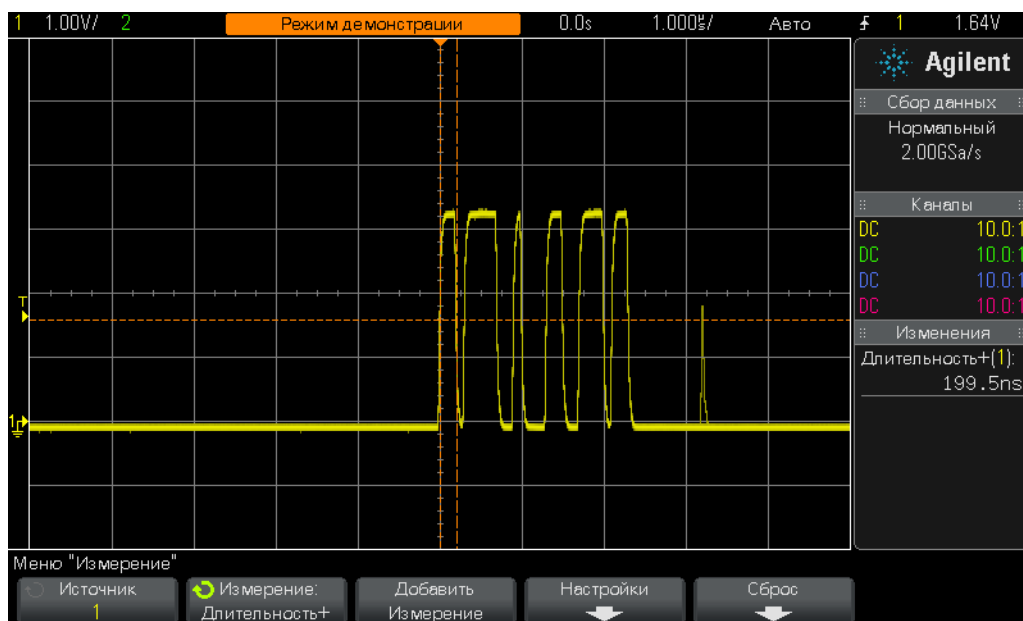 1 1.00V/ 2 Режим демонстрации 0.0s 1.000µs/ Авто 1 1.64V
Agilent
Сбор данных
Нормальный
2.00GSa/s
Каналы
DC 10.0:1
DC 10.0:1
DC 10.0:1
DC 10.0:1
Изменения
Длительность+(1):
199.5ns
T
1
Меню "Измерение"
Источник
1
Измерение:
Длительность+
Добавить
Измерение
Настройки
Сброс